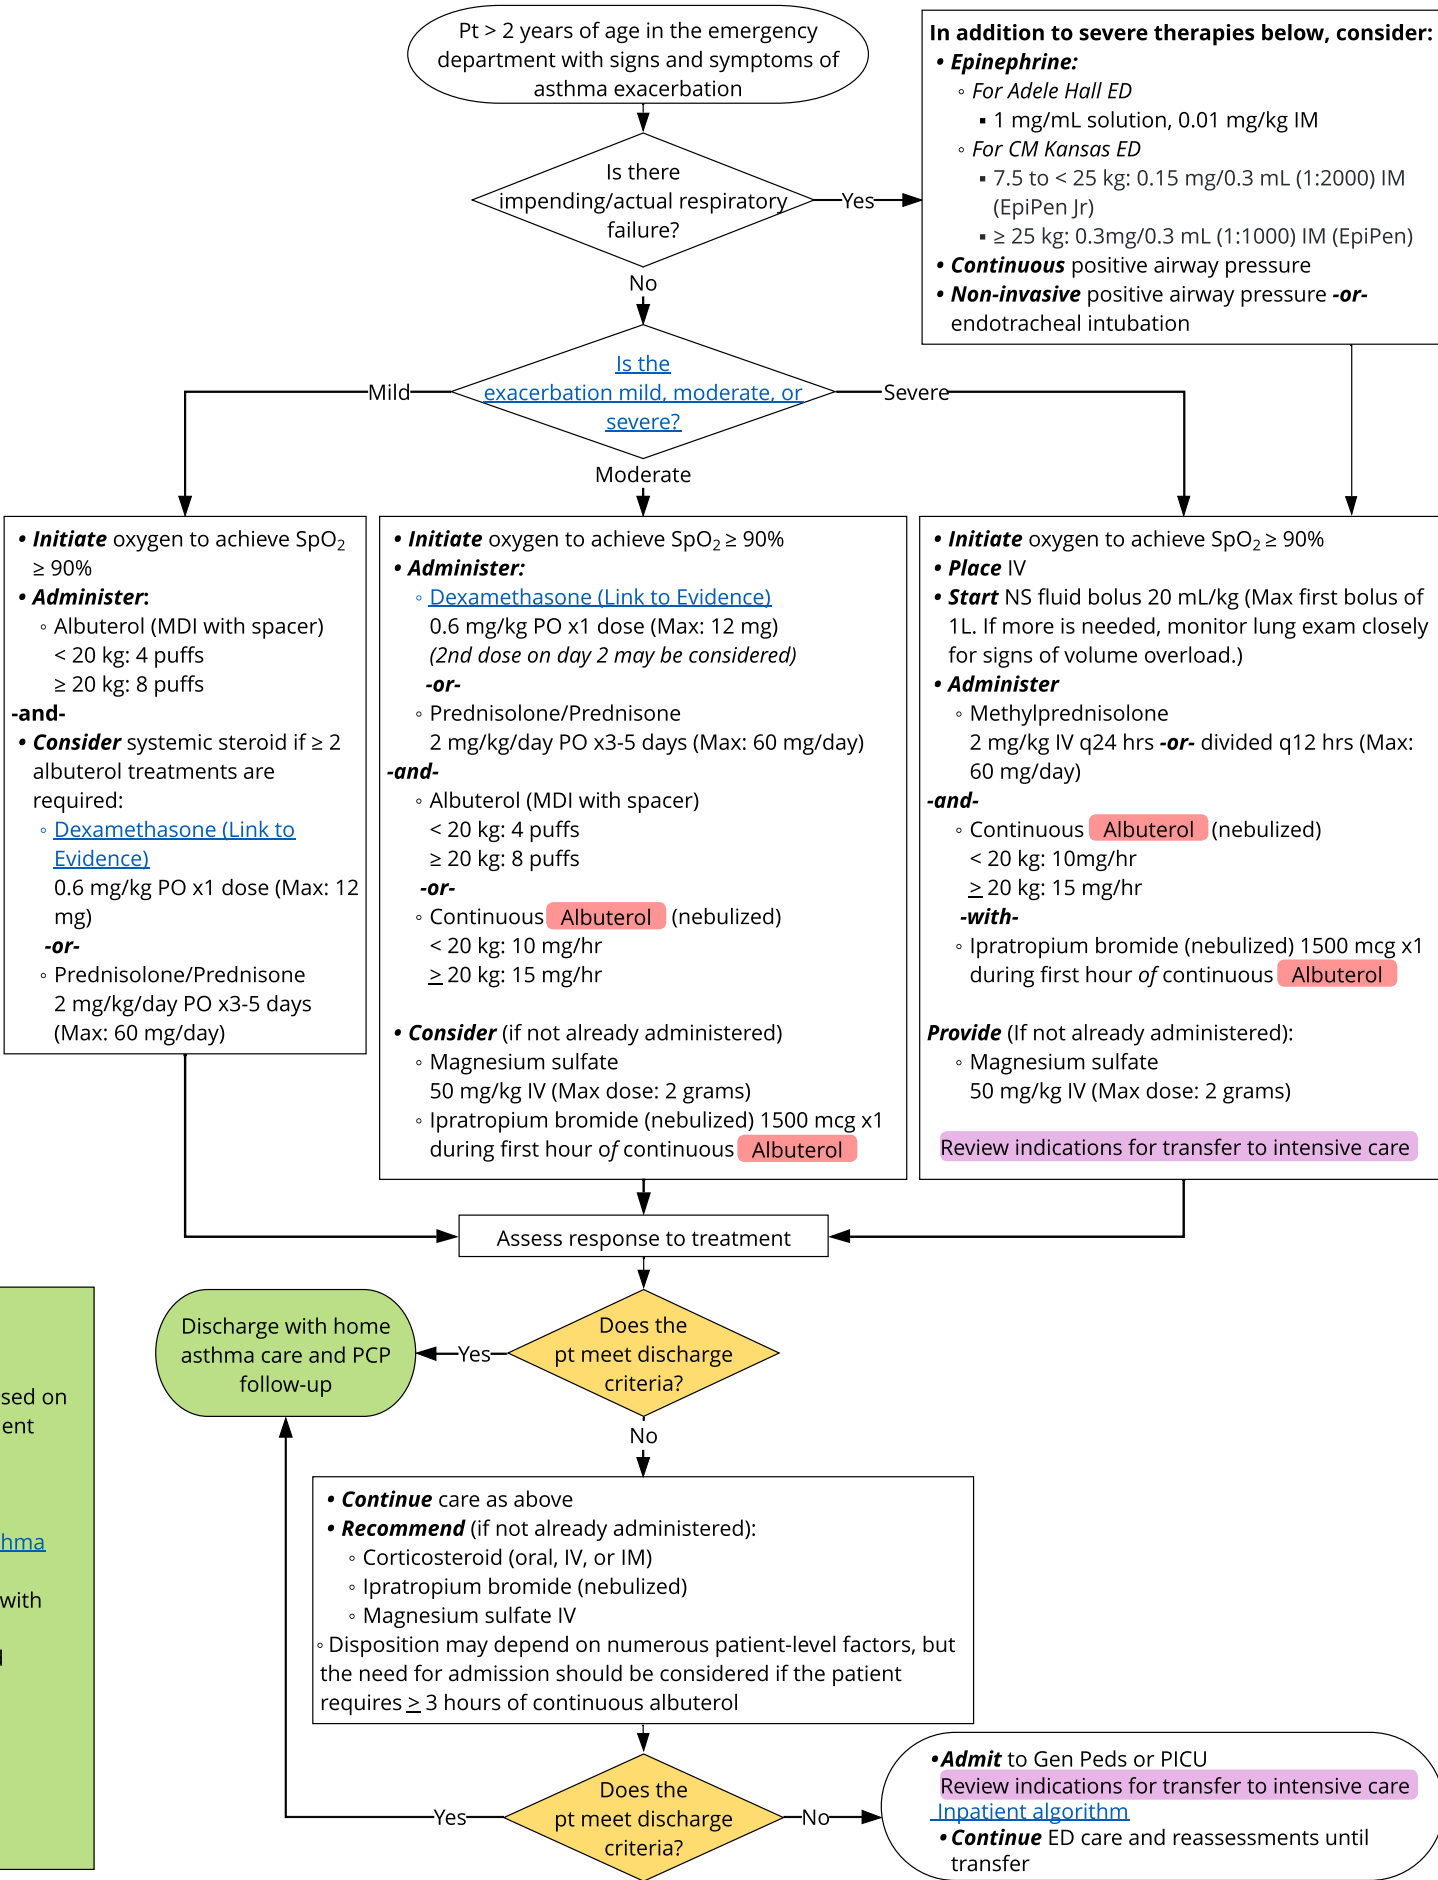 Pt > 2 years of age in the emergency
department with signs and symptoms of
asthma exacerbation
In addition to severe therapies below, consider:
• Epinephrine:
◦ For Adele Hall ED
▪ 1 mg/mL solution, 0.01 mg/kg IM
◦ For CM Kansas ED
▪ 7.5 to < 25 kg: 0.15 mg/0.3 mL (1:2000) IM
(EpiPen Jr)
▪ ≥ 25 kg: 0.3mg/0.3 mL (1:1000) IM (EpiPen)
• Continuous positive airway pressure
• Non-invasive positive airway pressure -or-
endotracheal intubation
Is there
impending/actual respiratory
failure?
Yes
No
Is the
exacerbation mild, moderate, or
severe?
Mild
Severe
Moderate
• Initiate oxygen to achieve SpO2
≥ 90%
• Administer:
◦ Albuterol (MDI with spacer)
< 20 kg: 4 puffs
≥ 20 kg: 8 puffs
-and-
• Consider systemic steroid if ≥ 2
albuterol treatments are
required:
◦ Dexamethasone (Link to
Evidence)
0.6 mg/kg PO x1 dose (Max: 12
mg)
-or-
◦ Prednisolone/Prednisone
2 mg/kg/day PO x3-5 days
(Max: 60 mg/day)
• Initiate oxygen to achieve SpO2 ≥ 90%
• Administer:
◦ Dexamethasone (Link to Evidence)
0.6 mg/kg PO x1 dose (Max: 12 mg)
(2nd dose on day 2 may be considered)
-or-
◦ Prednisolone/Prednisone
2 mg/kg/day PO x3-5 days (Max: 60 mg/day)
-and-
◦ Albuterol (MDI with spacer)
< 20 kg: 4 puffs
≥ 20 kg: 8 puffs
-or-
◦ Continuous Albuterol (nebulized)
< 20 kg: 10 mg/hr
≥ 20 kg: 15 mg/hr
• Consider (if not already administered)
◦ Magnesium sulfate
50 mg/kg IV (Max dose: 2 grams)
◦ Ipratropium bromide (nebulized) 1500 mcg x1
during first hour of continuous Albuterol
• Initiate oxygen to achieve SpO2 ≥ 90%
• Place IV
• Start NS fluid bolus 20 mL/kg (Max first bolus of
1L. If more is needed, monitor lung exam closely
for signs of volume overload.)
• Administer
◦ Methylprednisolone
2 mg/kg IV q24 hrs -or- divided q12 hrs (Max:
60 mg/day)
-and-
◦ Continuous Albuterol (nebulized)
< 20 kg: 10mg/hr
≥ 20 kg: 15 mg/hr
-with-
◦ Ipratropium bromide (nebulized) 1500 mcg x1
during first hour of continuous Albuterol
Provide (If not already administered):
◦ Magnesium sulfate
50 mg/kg IV (Max dose: 2 grams)
Review indications for transfer to intensive care
Assess response to treatment
Does the
pt meet discharge
criteria?
Yes
Discharge with home
asthma care and PCP
follow-up
No
sed on
ent
hma
with
• Continue care as above
• Recommend (if not already administered):
◦ Corticosteroid (oral, IV, or IM)
◦ Ipratropium bromide (nebulized)
◦ Magnesium sulfate IV
◦ Disposition may depend on numerous patient-level factors, but
the need for admission should be considered if the patient
requires ≥ 3 hours of continuous albuterol
Does the
pt meet discharge
criteria?
Yes
No
• Admit to Gen Peds or PICU
Review indications for transfer to intensive care
Inpatient algorithm
• Continue ED care and reassessments until
transfer